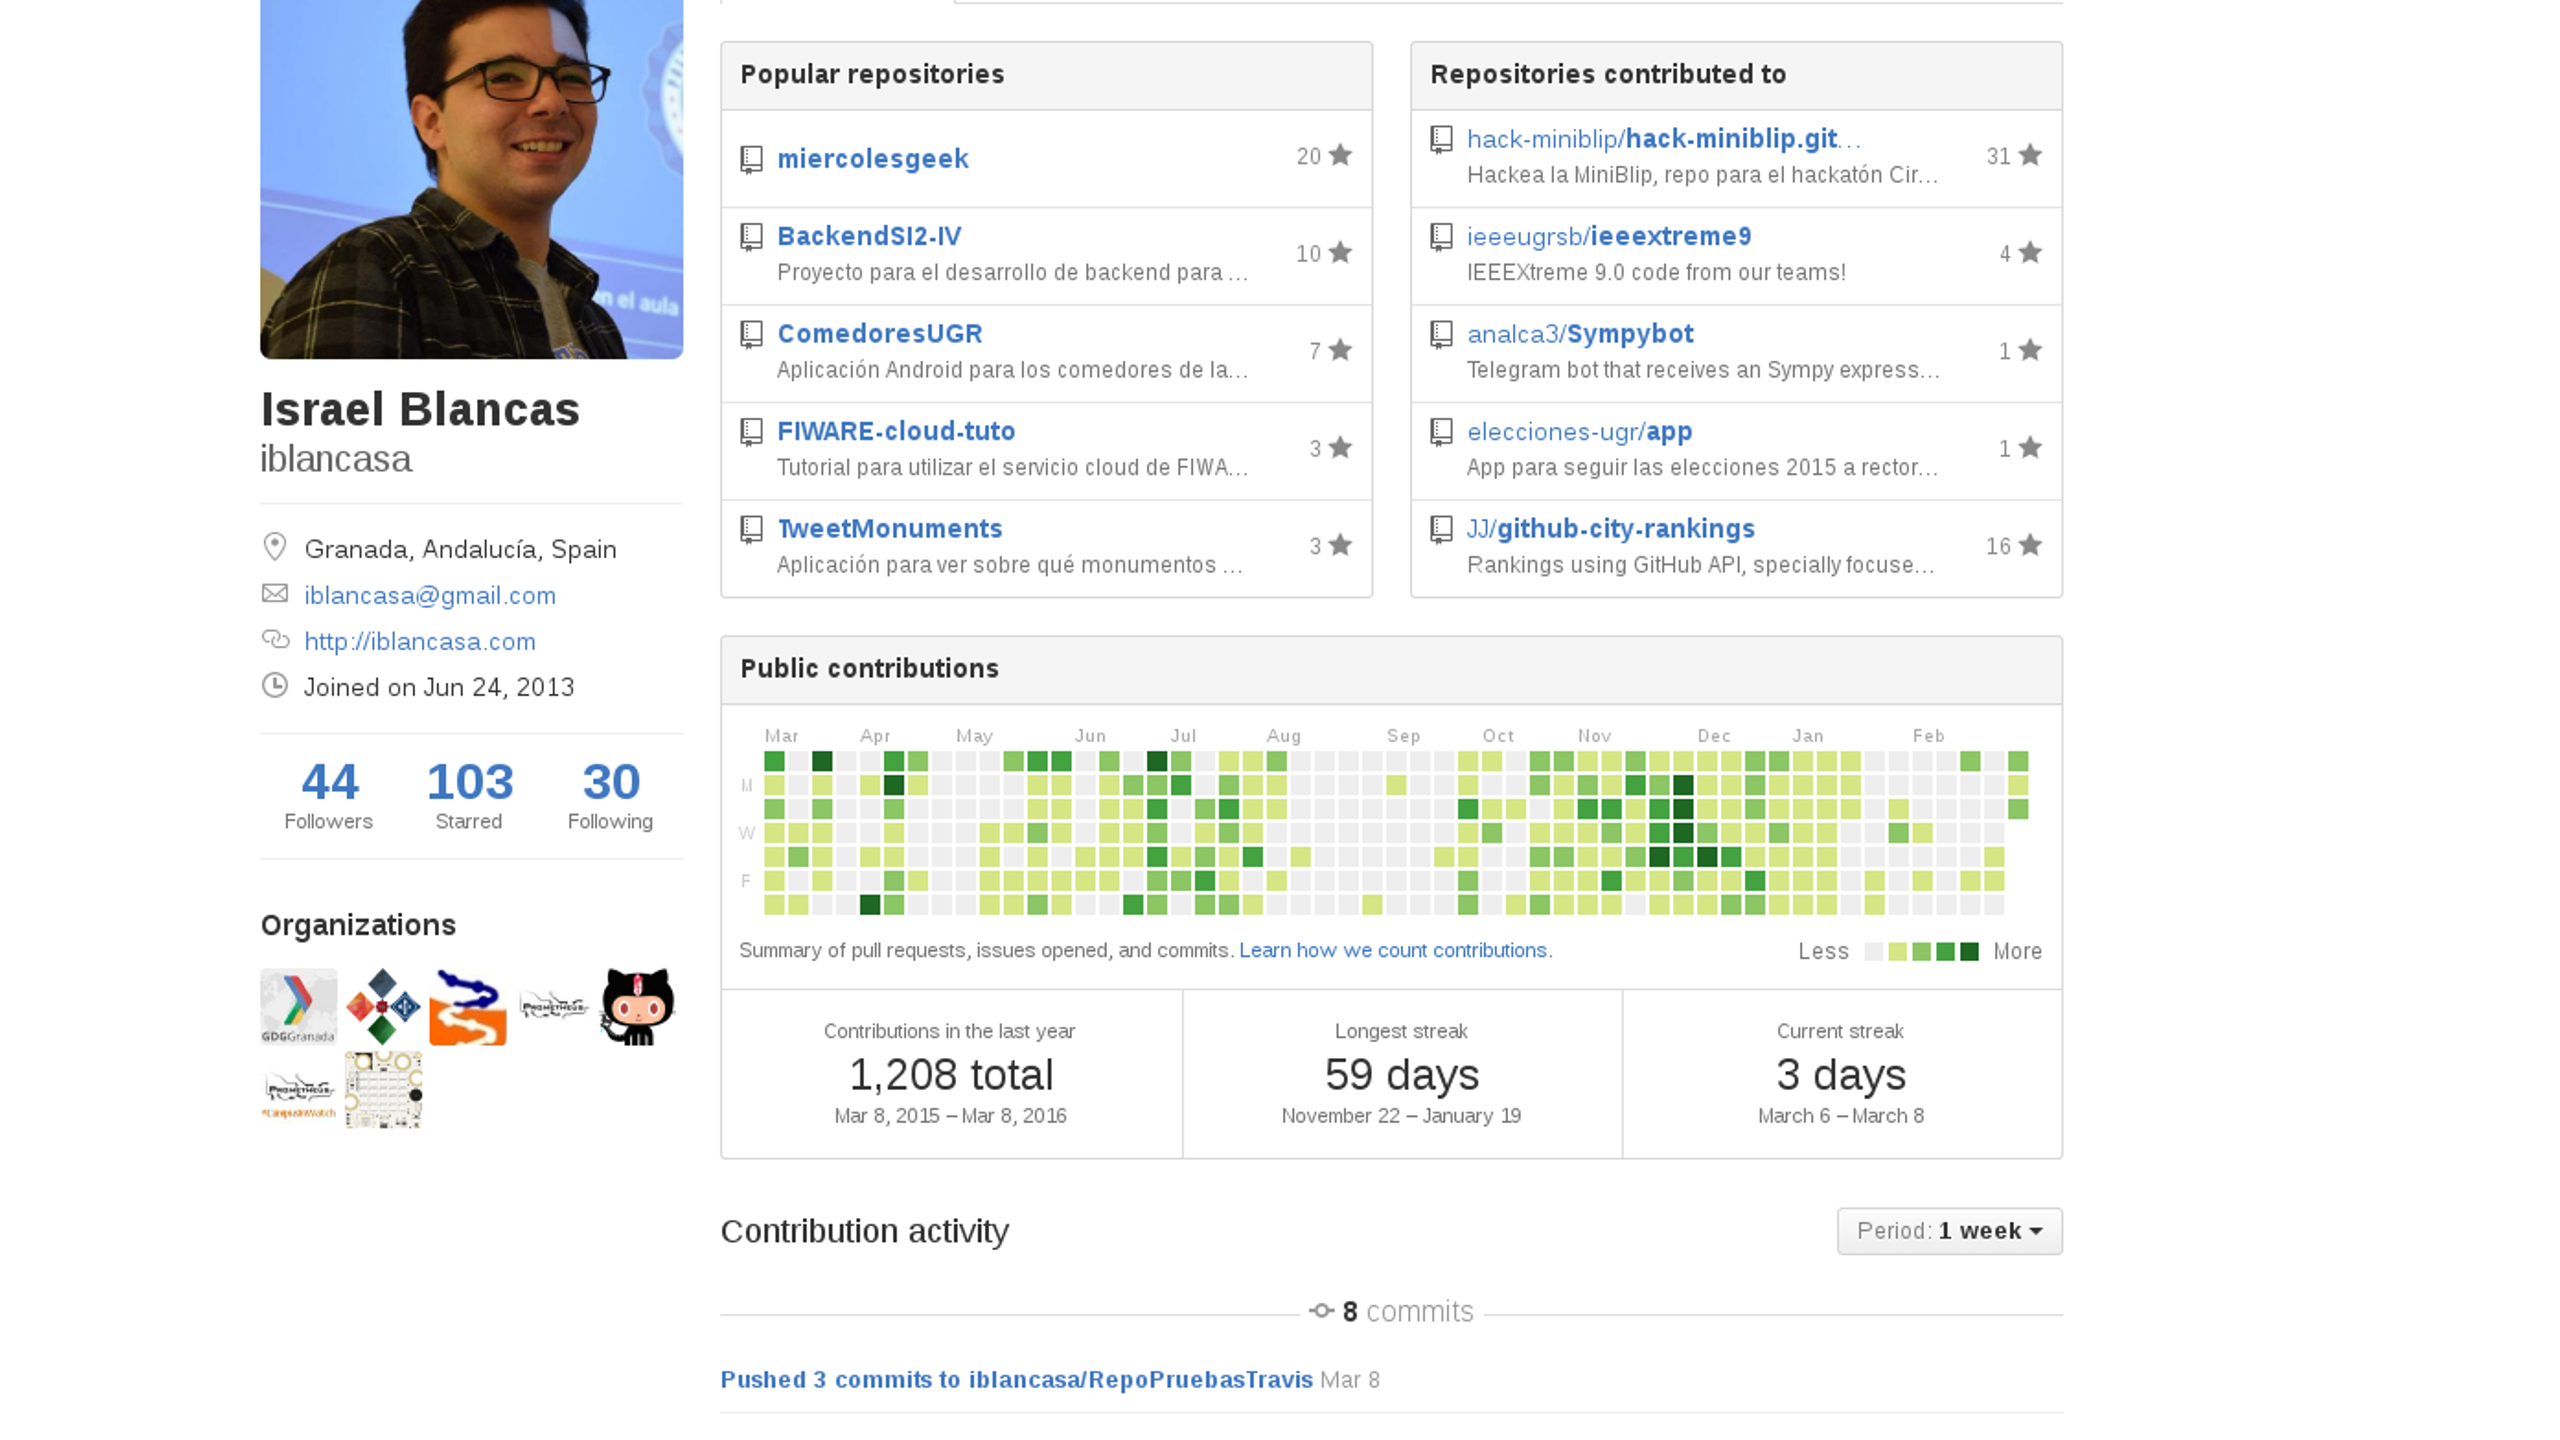 en el aula
Israel Blancas
iblancasa
Granada, Andalucía, Spain
iblancasa@gmail.com
http://iblancasa.com
Joined on Jun 24, 2013
44 103 30
Followers Starred Following
Organizations
GDGGranada
PROMETHEUS
PROMETHEUS
Popular repositories
miercolesgeek 20
BackendSI2-IV 10
Proyecto para el desarrollo de backend para …
ComedoresUGR 7
Aplicación Android para los comedores de la…
FIWARE-cloud-tuto 3
Tutorial para utilizar el servicio cloud de FIWA…
TweetMonuments 3
Aplicación para ver sobre qué monumentos …
Repositories contributed to
hack-miniblip/hack-miniblip.git… 31
Hackea la MiniBlip, repo para el hackatón Cir…
ieeeugrsb/ieeextreme9 4
IEEEXtreme 9.0 code from our teams!
analca3/Sympybot 1
Telegram bot that receives an Sympy express…
elecciones-ugr/app 1
App para seguir las elecciones 2015 a rector…
JJ/github-city-rankings 16
Rankings using GitHub API, specially focuse…
Public contributions
Mar Apr May Jun Jul Aug Sep Oct Nov Dec Jan Feb
M
W
F
Summary of pull requests, issues opened, and commits. Learn how we count contributions.
Less More
Contributions in the last year
1,208 total
Mar 8, 2015 – Mar 8, 2016
Longest streak
59 days
November 22 – January 19
Current streak
3 days
March 6 – March 8
Contribution activity
Period: 1 week
8 commits
Pushed 3 commits to iblancasa/RepoPruebasTravis Mar 8